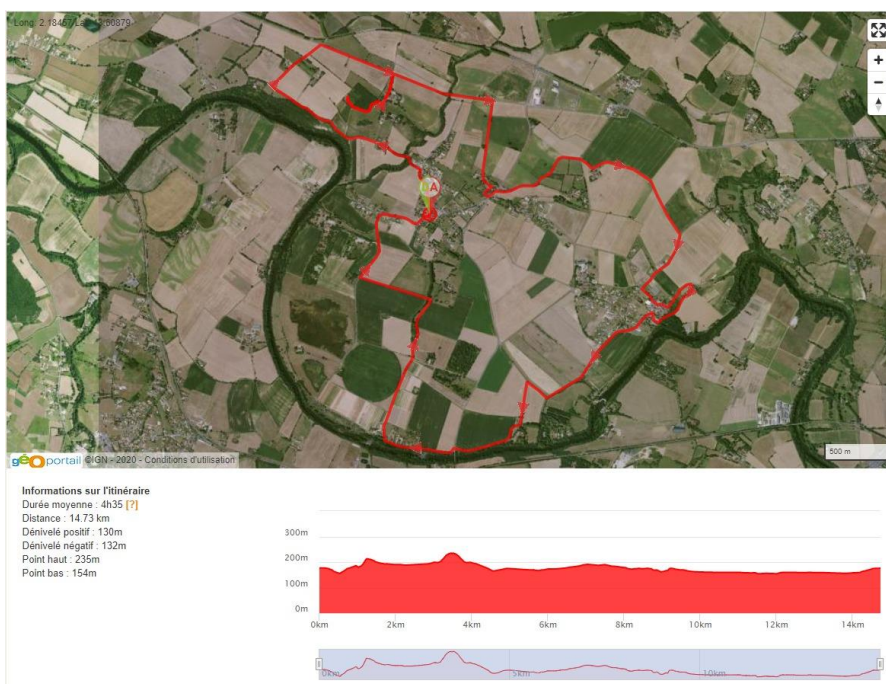 Long: 2.18457/Lat:
A
500 m
géoportail ©IGN - 2020 - Conditions d'utilisation
Informations sur l'itinéraire
Durée moyenne : 4h35 [?]
Distance : 14.73 km
Dénivelé positif : 130m
Dénivelé négatif : 132m
Point haut : 235m
Point bas : 154m
300m
200m
100m
0m
0km 2km 4km 6km 8km 10km 12km 14km
0km 5km 10km